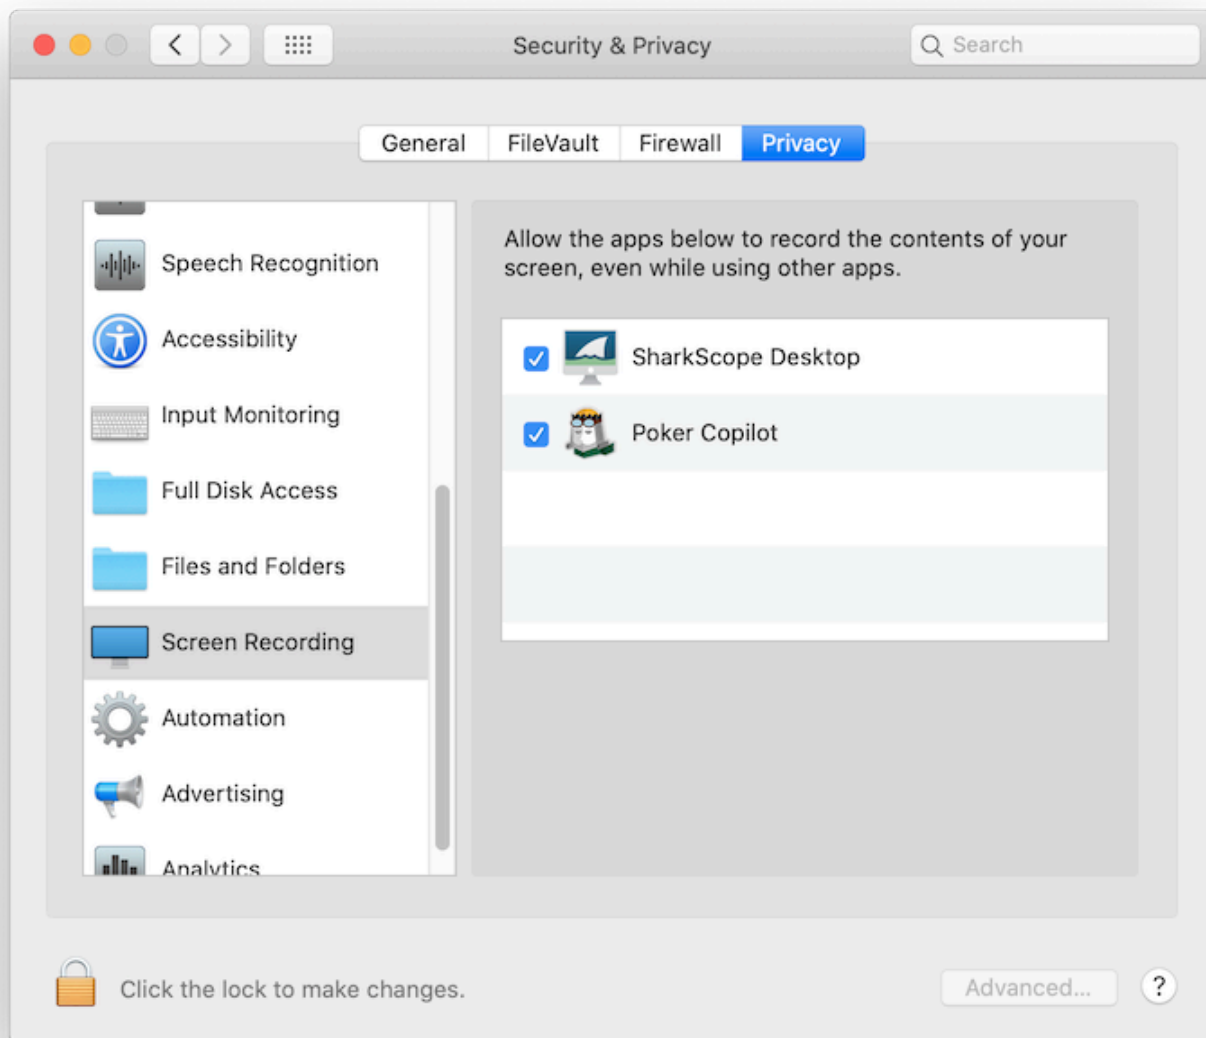 Security & Privacy
Search
General
FileVault
Firewall
Privacy
Speech Recognition
Accessibility
Input Monitoring
Full Disk Access
Files and Folders
Screen Recording
Automation
Advertising
Analytics
Allow the apps below to record the contents of your
screen, even while using other apps.
SharkScope Desktop
Poker Copilot
Click the lock to make changes.
Advanced...
?